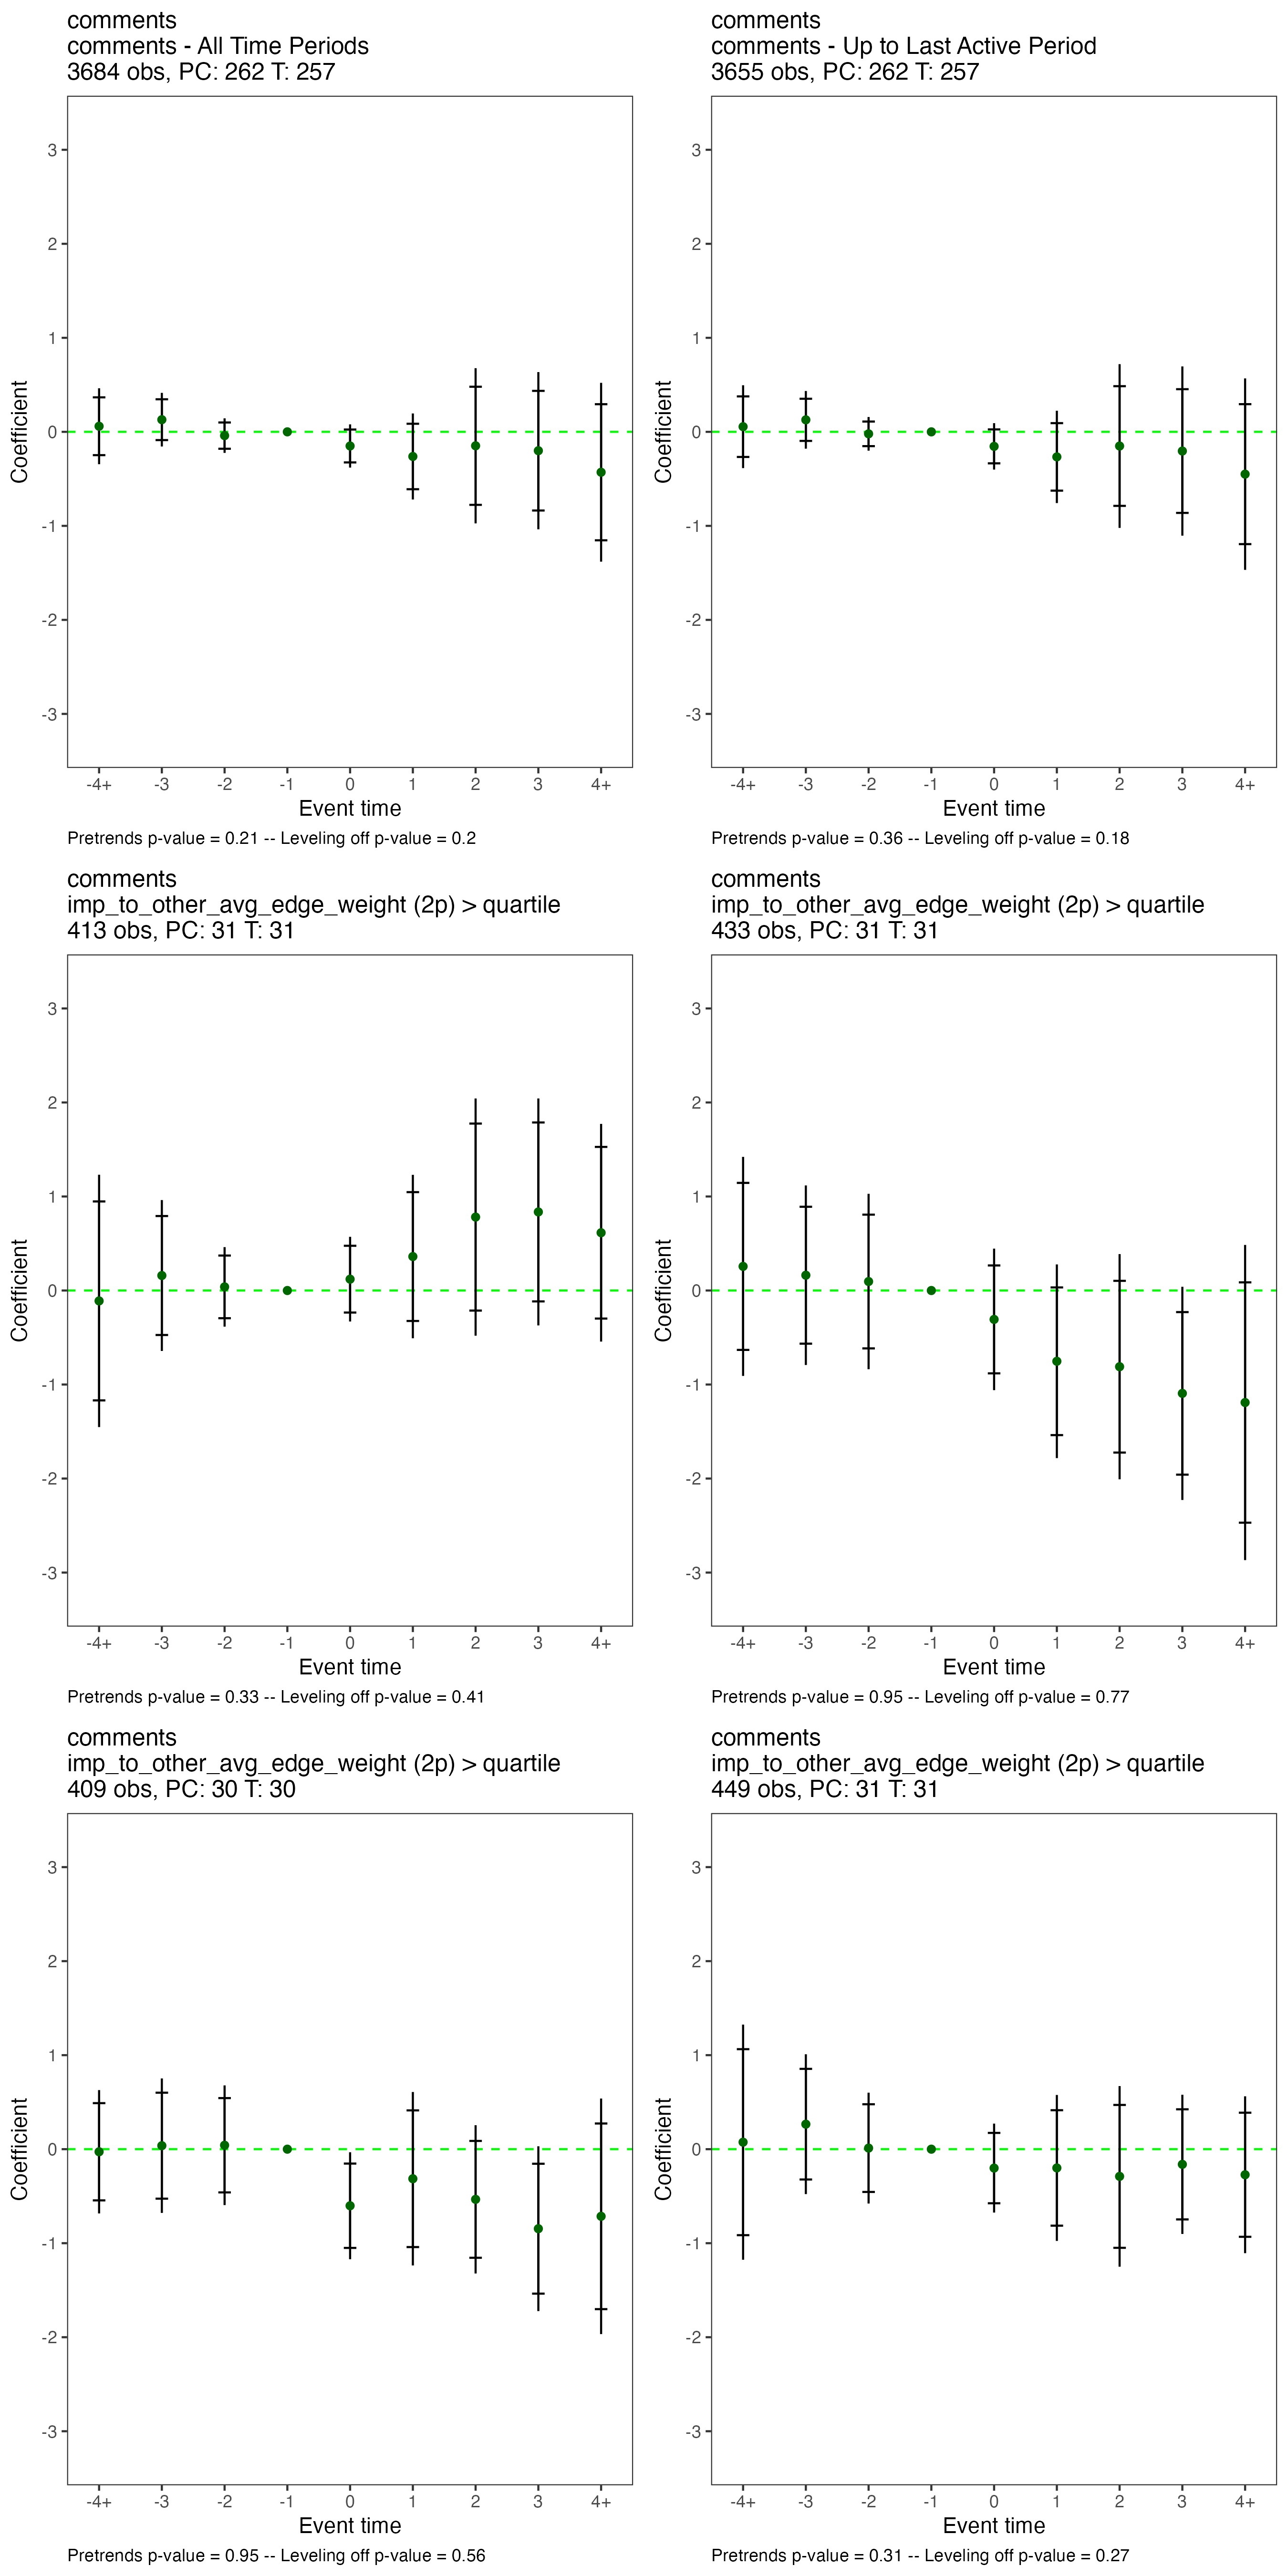 comments
comments - All Time Periods
3684 obs, PC: 262 T: 257
3
2
1
0
-1
-2
-3
Coefficient
-4+ -3 -2 -1 0 1 2 3 4+
Event time
Pretrends p-value = 0.21 -- Leveling off p-value = 0.2
comments
comments - Up to Last Active Period
3655 obs, PC: 262 T: 257
3
2
1
0
-1
-2
-3
Coefficient
-4+ -3 -2 -1 0 1 2 3 4+
Event time
Pretrends p-value = 0.36 -- Leveling off p-value = 0.18
comments
imp_to_other_avg_edge_weight (2p) > quartile
413 obs, PC: 31 T: 31
3
2
1
0
-1
-2
-3
Coefficient
-4+ -3 -2 -1 0 1 2 3 4+
Event time
Pretrends p-value = 0.33 -- Leveling off p-value = 0.41
comments
imp_to_other_avg_edge_weight (2p) > quartile
433 obs, PC: 31 T: 31
3
2
1
0
-1
-2
-3
Coefficient
-4+ -3 -2 -1 0 1 2 3 4+
Event time
Pretrends p-value = 0.95 -- Leveling off p-value = 0.77
comments
imp_to_other_avg_edge_weight (2p) > quartile
409 obs, PC: 30 T: 30
3
2
1
0
-1
-2
-3
Coefficient
-4+ -3 -2 -1 0 1 2 3 4+
Event time
Pretrends p-value = 0.95 -- Leveling off p-value = 0.56
comments
imp_to_other_avg_edge_weight (2p) > quartile
449 obs, PC: 31 T: 31
3
2
1
0
-1
-2
-3
Coefficient
-4+ -3 -2 -1 0 1 2 3 4+
Event time
Pretrends p-value = 0.31 -- Leveling off p-value = 0.27